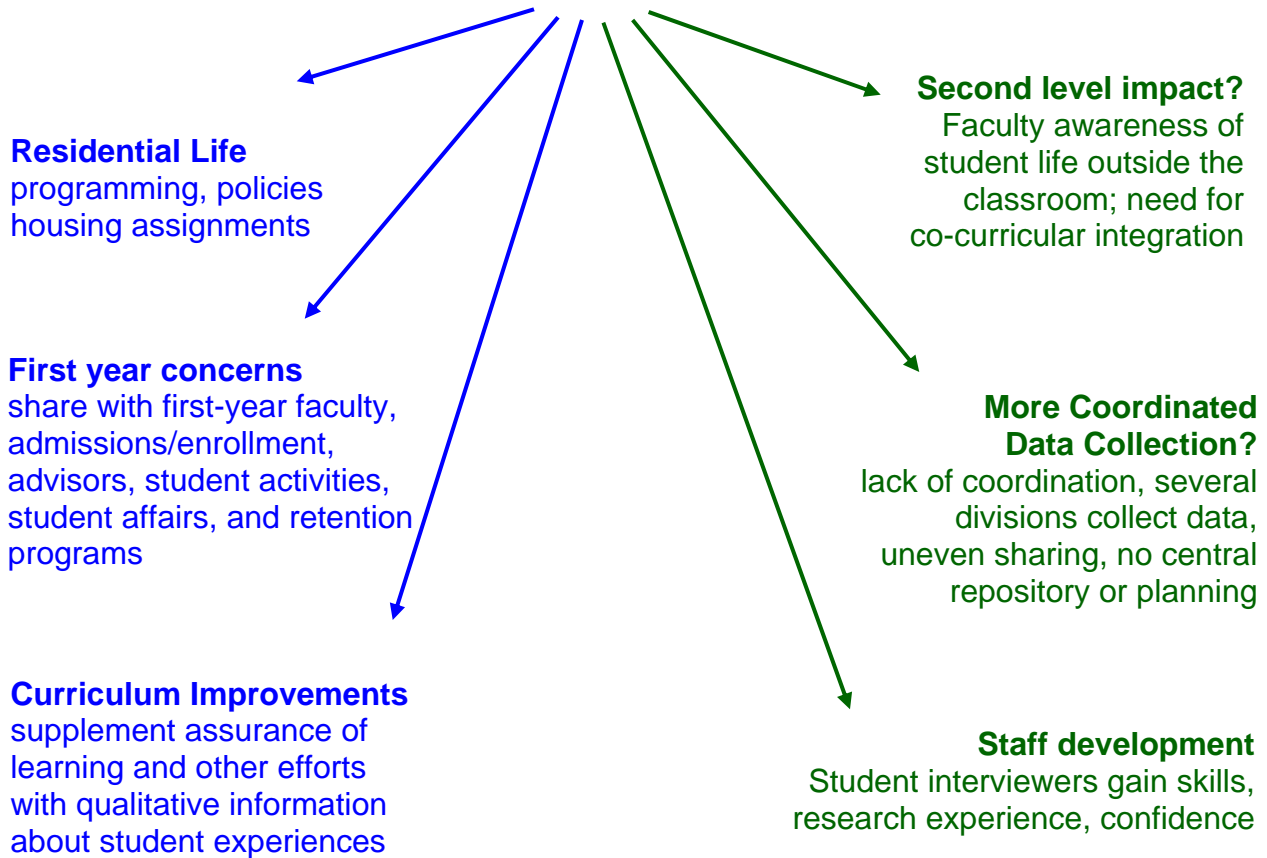 Residential Life
programming, policies
housing assignments
First year concerns
share with first-year faculty,
admissions/enrollment,
advisors, student activities,
student affairs, and retention
programs
Curriculum Improvements
supplement assurance of
learning and other efforts
with qualitative information
about student experiences
Second level impact?
Faculty awareness of
student life outside the
classroom; need for
co-curricular integration
More Coordinated
Data Collection?
lack of coordination, several
divisions collect data,
uneven sharing, no central
repository or planning
Staff development
Student interviewers gain skills,
research experience, confidence